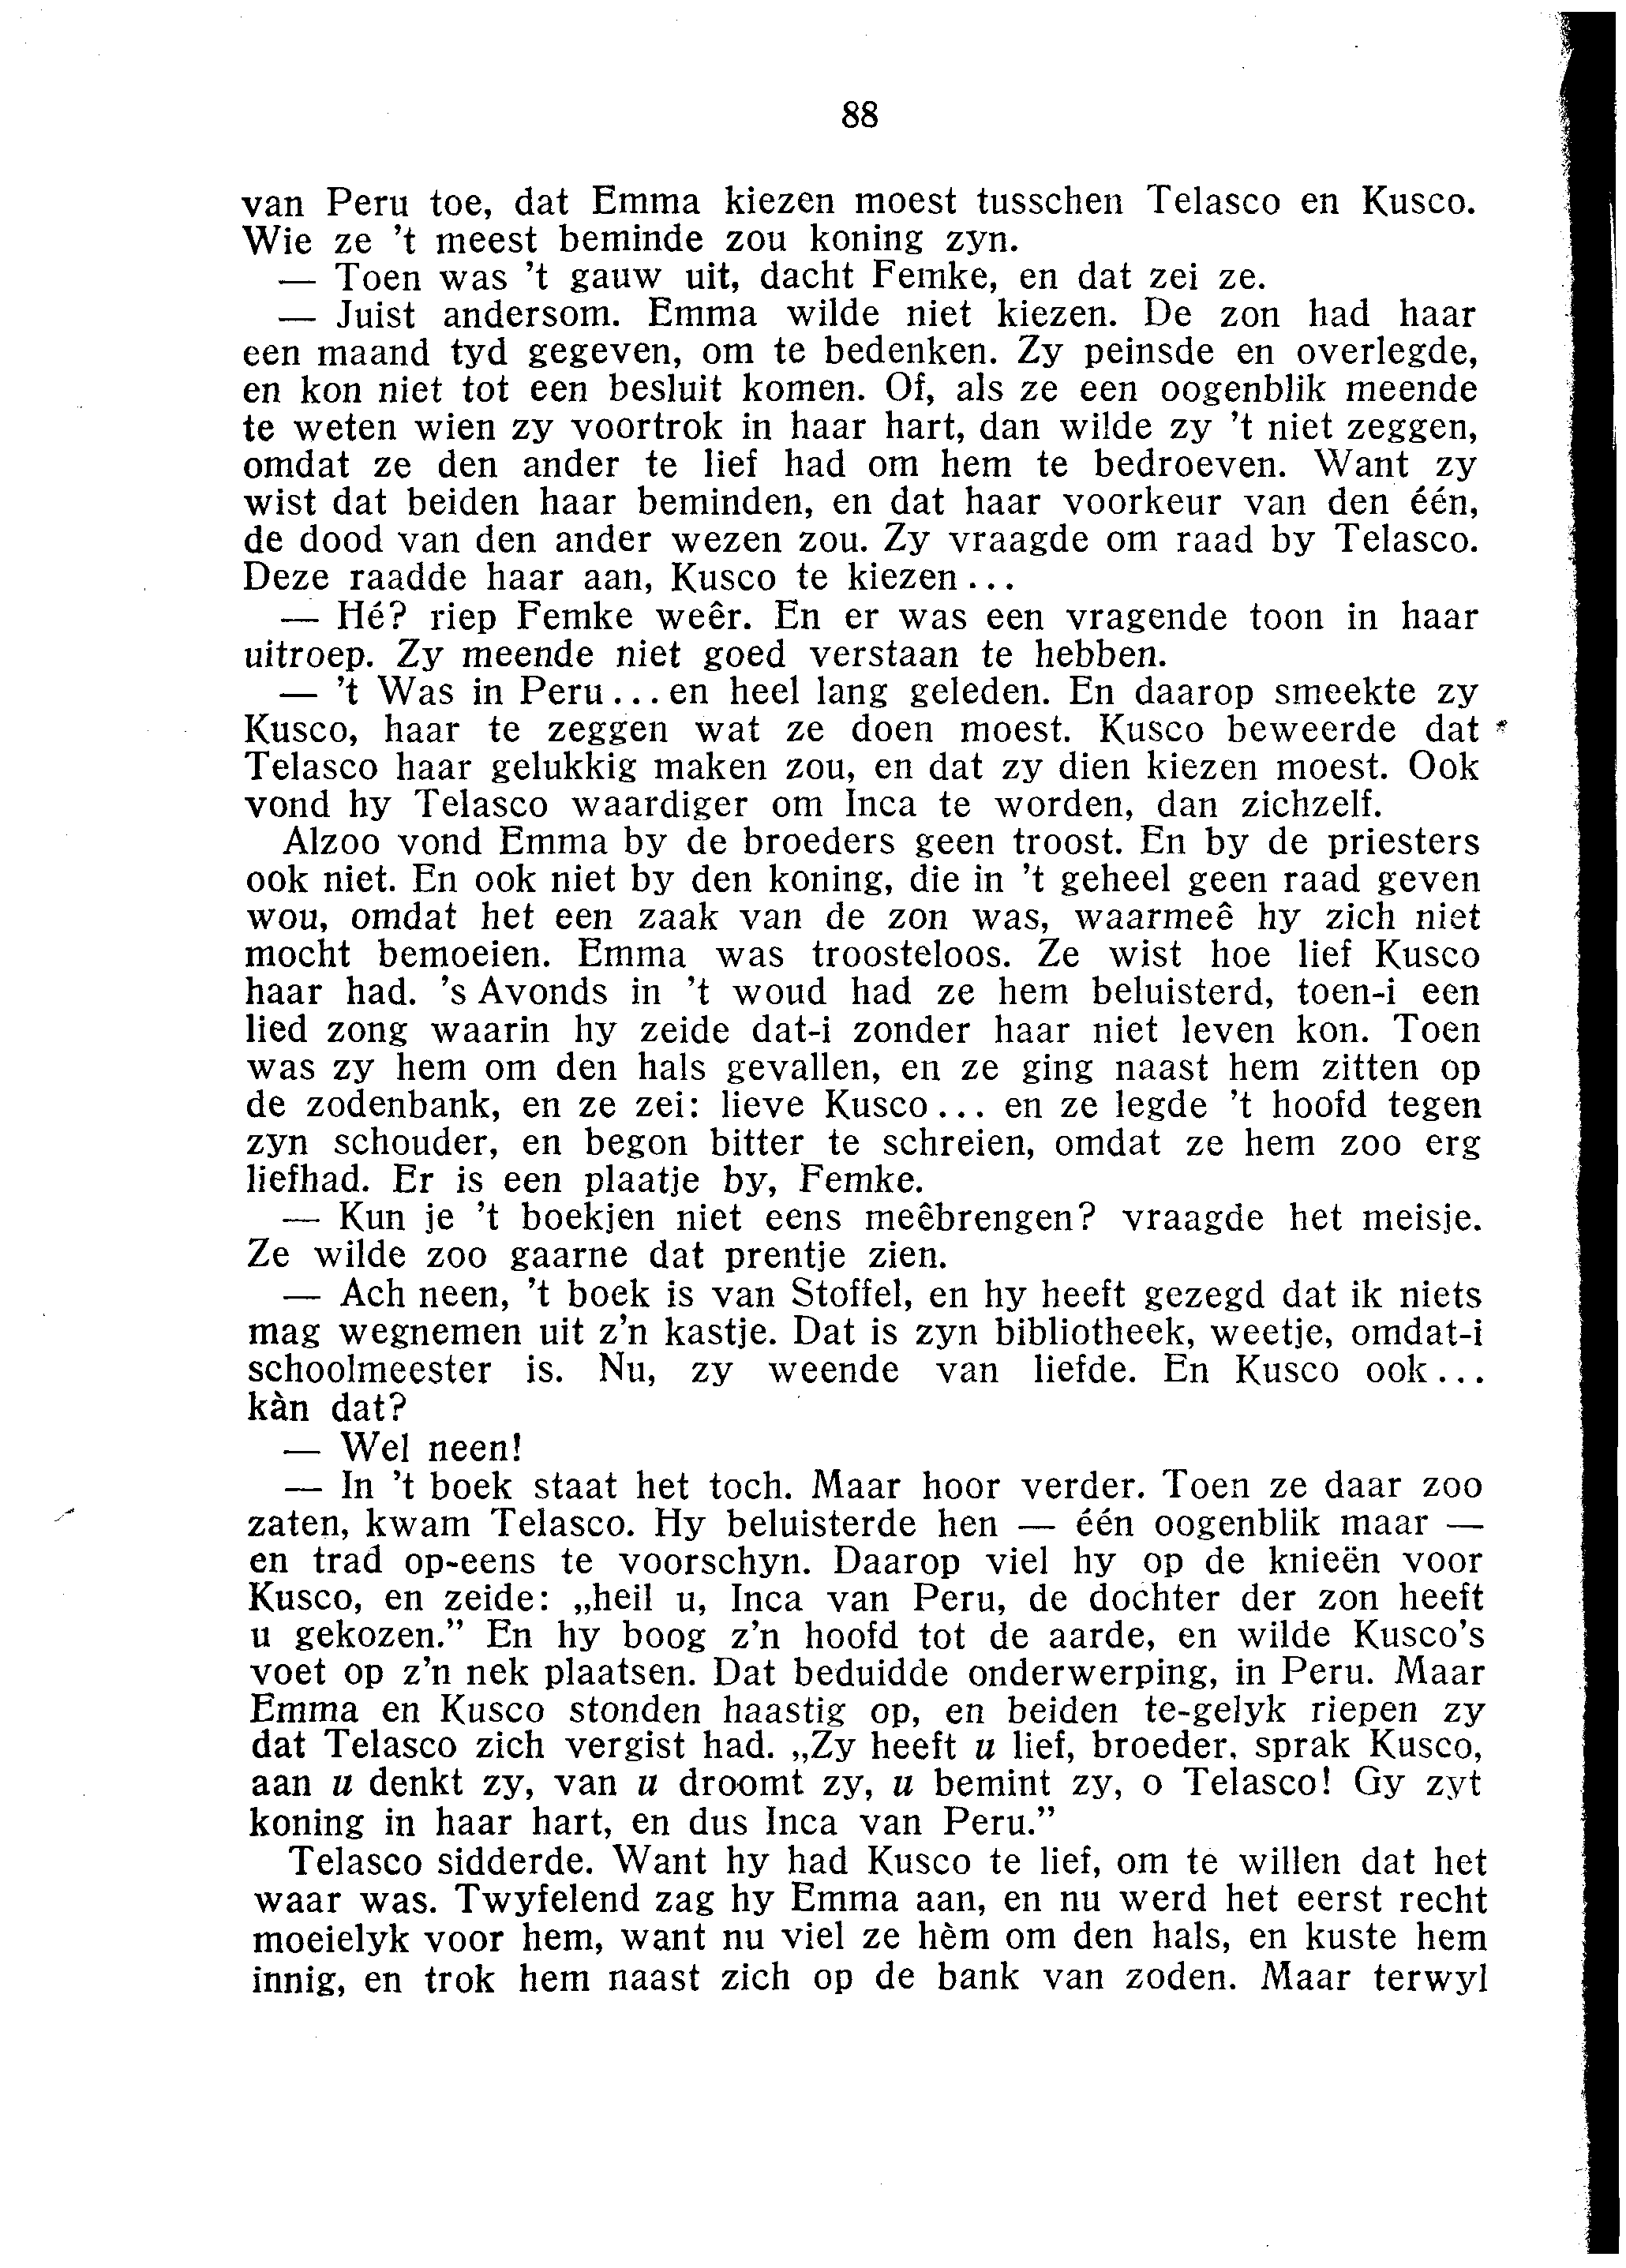 88
van Peru toe, dat Emma kiezen moest tusschen Telasco en Kusco.
Wie ze 't meest beminde zou koning zyn.
— Toen was 't gauw uit, dacht Femke, en dat zei ze.
— Juist andersom. Emma wilde niet kiezen. De zon had haar
een maand tyd gegeven, om te bedenken. Zy peinsde en overlegde,
en kon niet tot een besluit komen. Of, als ze een oogenblik meende
te weten wien zy voortrok in haar hart, dan wilde zy 't niet zeggen,
omdat ze den ander te lief had om hem te bedroeven. Want zy
wist dat beiden haar beminden, en dat haar voorkeur van den één,
de dood van den ander wezen zou. Zy vraagde om raad by Telasco.
Deze raadde haar aan, Kusco te kiezen...
— Hé? riep Femke weêr. En er was een vragende toon in haar
uitroep. Zy meende niet goed verstaan te hebben.
— 't Was in Peru... en heel lang geleden. En daarop smeekte zy
Kusco, haar te zeggen wat ze doen moest. Kusco beweerde dat
Telasco haar gelukkig maken zou, en dat zy dien kiezen moest. Ook
vond hy Telasco waardiger om Inca te worden, dan zichzelf.
Alzoo vond Emma by de broeders geen troost. En by de priesters
ook niet. En ook niet by den koning, die in 't geheel geen raad geven
wou, omdat het een zaak van de zon was, waarmeê hy zich niet
mocht bemoeien. Emma was troosteloos. Ze wist hoe lief Kusco
haar had. 's Avonds in 't woud had ze hem beluisterd, toen-i een
lied zong waarin hy zeide dat-i zonder haar niet leven kon. Toen
was zy hem om den hals gevallen, en ze ging naast hem zitten op
de zodenbank, en ze zei: lieve Kusco... en ze legde 't hoofd tegen
zyn schouder, en begon bitter te schreien, omdat ze hem zoo erg
liefhad. Er is een plaatje by, Femke.
— Kun je 't boekjen niet eens meêbrengen? vraagde het meisje.
Ze wilde zoo gaarne dat prentje zien.
— Ach neen, 't boek is van Stoffel, en hy heeft gezegd dat ik niets
mag wegnemen uit z'n kastje. Dat is zyn bibliotheek, weetje, omdat-i
schoolmeester is. Nu, zy weende van liefde. En Kusco ook...
kàn dat?
— Wel neen!
— In 't boek staat het toch. Maar hoor verder. Toen ze daar zoo
zaten, kwam Telasco. Hy beluisterde hen — één oogenblik maar —
en trad op-eens te voorschyn. Daarop viel hy op de knieën voor
Kusco, en zeide: „heil u, Inca van Peru, de dochter der zon heeft
u gekozen.” En hy boog z'n hoofd tot de aarde, en wilde Kusco's
voet op z'n nek plaatsen. Dat beduidde onderwerping, in Peru. Maar
Emma en Kusco stonden haastig op, en beiden te-gelyk riepen zy
dat Telasco zich vergist had. „Zy heeft u lief, broeder. sprak Kusco,
aan u denkt zy, van u droomt zy, u bemint zy, o Telasco! Gy zyt
koning in haar hart, en dus Inca van Peru.”
Telasco sidderde. Want hy had Kusco te lief, om te willen dat het
waar was. Twyfelend zag hy Emma aan, en nu werd het eerst recht
moeielyk voor hem, want nu viel ze hèm om den hals, en kuste hem
innig, en trok hem naast zich op de bank van zoden. Maar terwyl